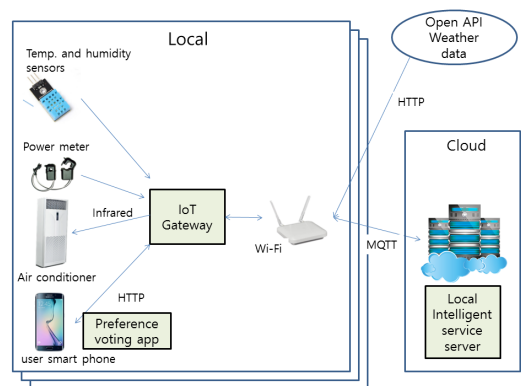 Local
Temp. and humidity
sensors
Power meter
Infrared
Air conditioner
HTTP
Preference
voting app
user smart phone
IoT
Gateway
Wi-Fi
Open API
Weather
data
HTTP
MQTT
Cloud
Local
Intelligent
service
server